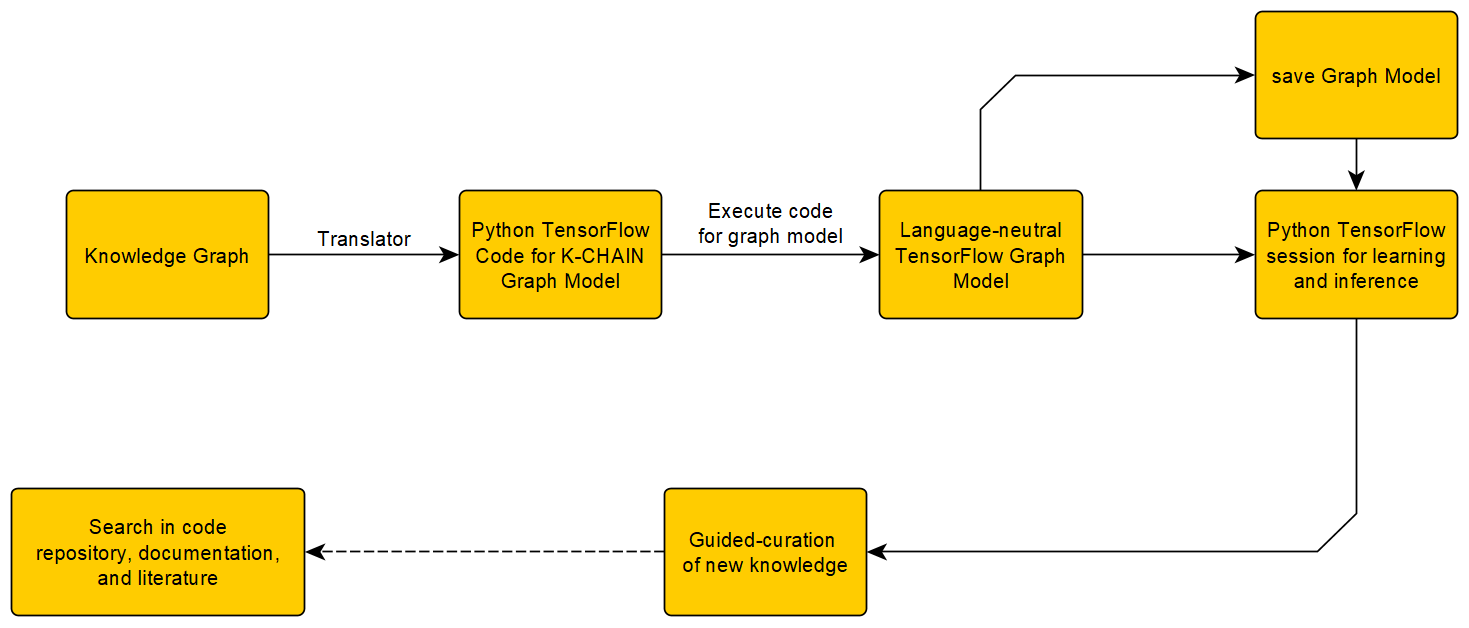 save Graph Model
Knowledge Graph
Translator
Python TensorFlow
Code for K-CHAIN
Graph Model
Execute code
for graph model
Language-neutral
TensorFlow Graph
Model
Python TensorFlow
session for learning
and inference
Search in code
repository, documentation,
and literature
Guided-curation
of new knowledge